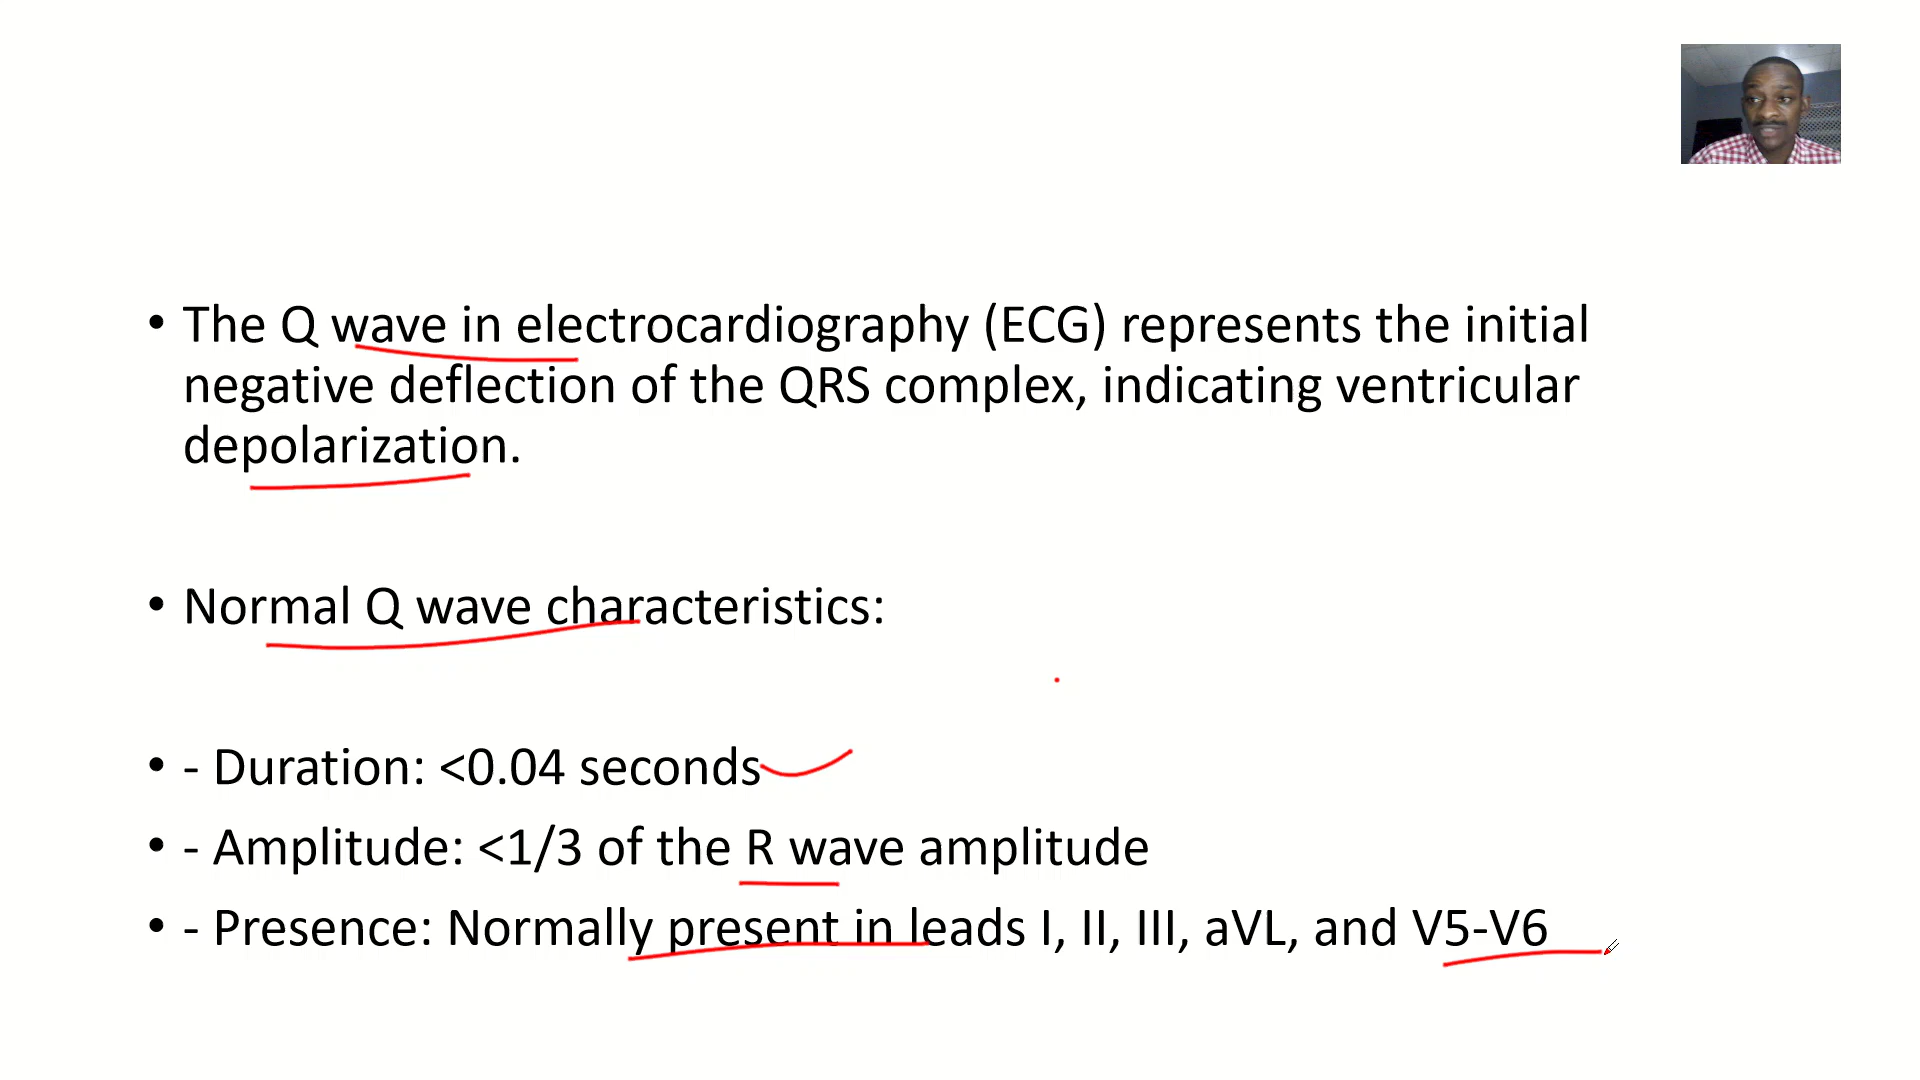 • The Q wave in electrocardiography (ECG) represents the initial
negative deflection of the QRS complex, indicating ventricular
depolarization.
• Normal Q wave characteristics:
• - Duration: <0.04 seconds
• - Amplitude: <1/3 of the R wave amplitude
• - Presence: Normally present in leads I, II, III, aVL, and V5-V6